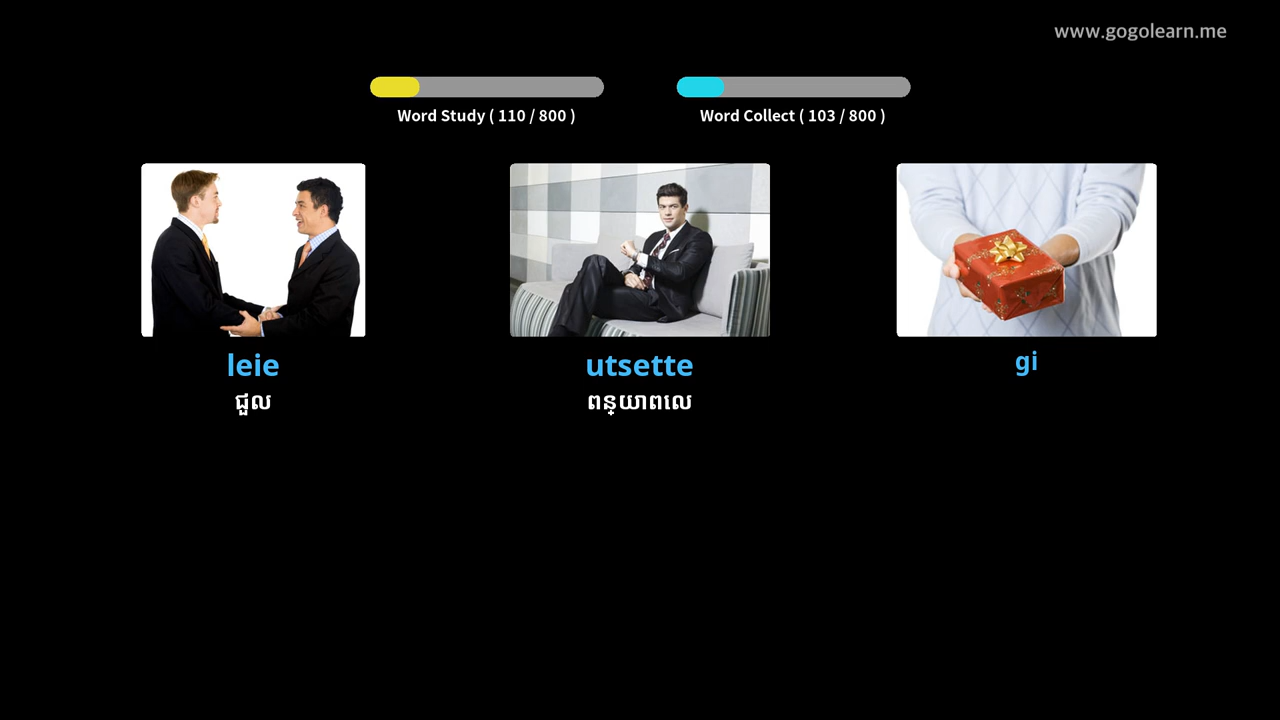 www.gogolearn.me
Word Study ( 110 / 800 )
Word Collect ( 103 / 800 )
leie
utsette
gi
ជួល
ពន្យាពលេ